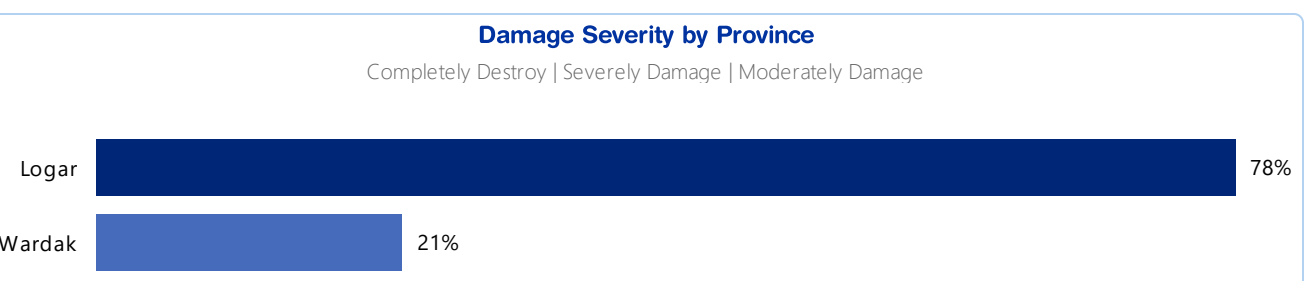 Damage Severity by Province
Completely Destroy | Severely Damage | Moderately Damage
Logar 78%
Wardak 21%